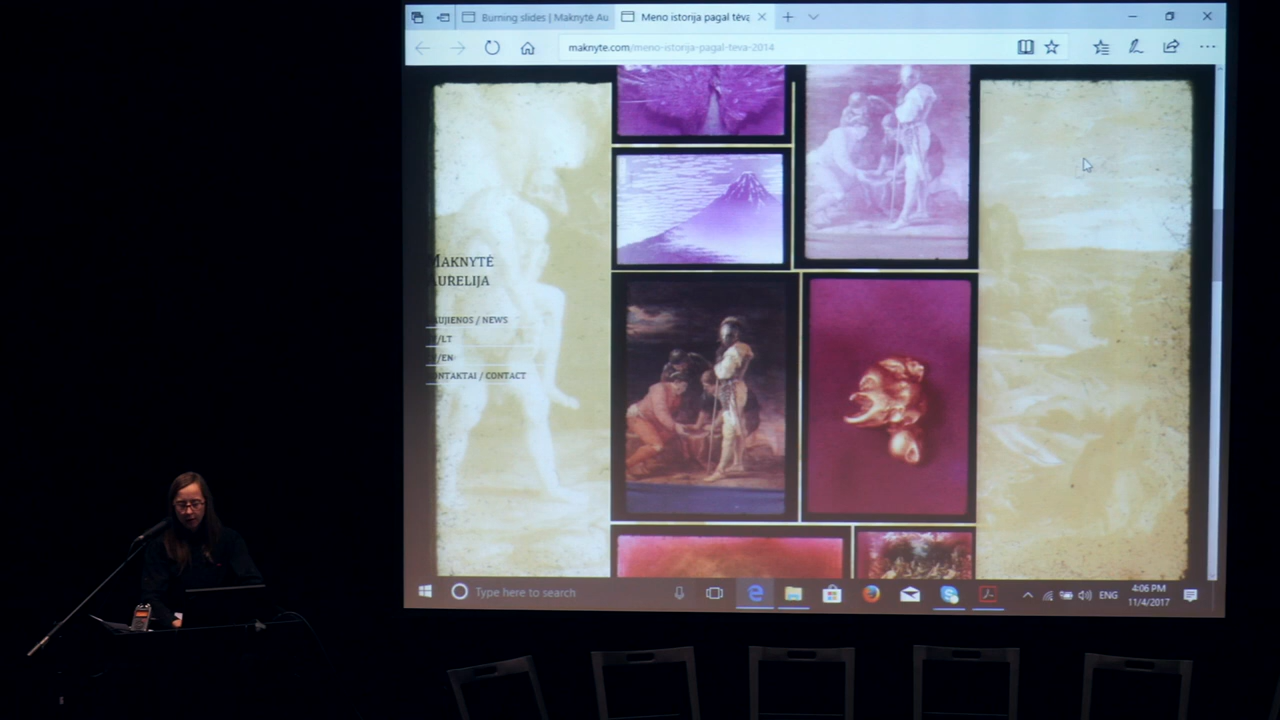 Burning slides | Maknytė Au
Meno istorija pagal tėvą
maknyte.com/meno-istorija-pagal-teva-2014
MAKNYTĖ
AURELIJA
AUJIENOS / NEWS
/LT
/EN
ONTAKTAI / CONTACT
Type here to search
ENG
4:06 PM
11/4/2017